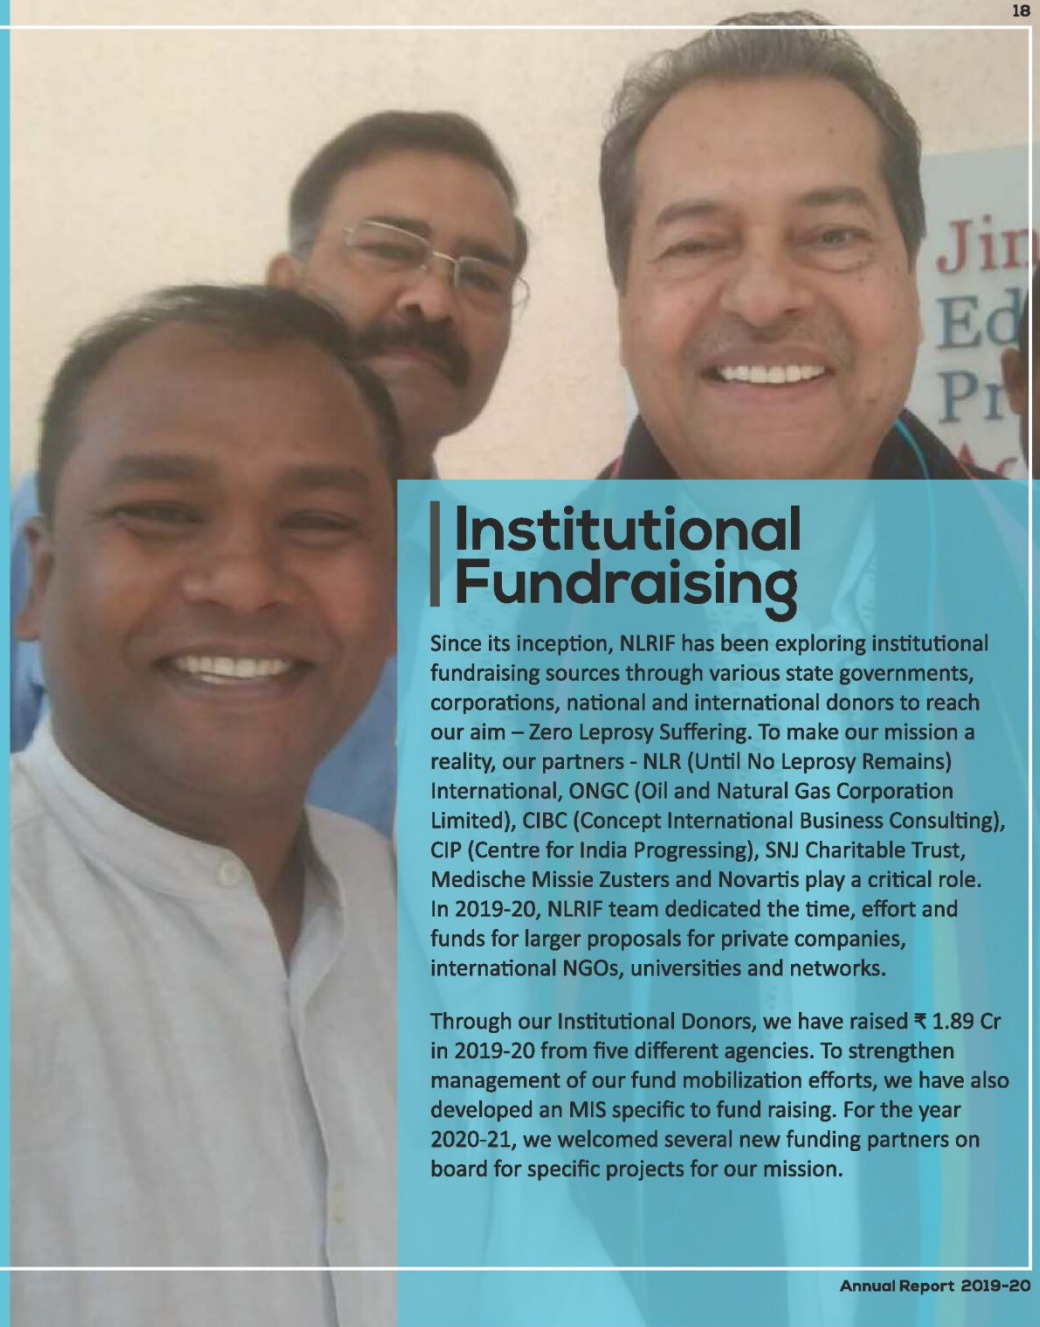 18
Jin
Ed
Pr
Ac
Institutional
Fundraising
Since its inception, NLRIF has been exploring institutional
fundraising sources through various state governments,
corporations, national and international donors to reach
our aim – Zero Leprosy Suffering. To make our mission a
reality, our partners - NLR (Until No Leprosy Remains)
International, ONGC (Oil and Natural Gas Corporation
Limited), CIBC (Concept International Business Consulting),
CIP (Centre for India Progressing), SNJ Charitable Trust,
Medische Missie Zusters and Novartis play a critical role.
In 2019-20, NLRIF team dedicated the time, effort and
funds for larger proposals for private companies,
international NGOs, universities and networks.
Through our Institutional Donors, we have raised ₹ 1.89 Cr
in 2019-20 from five different agencies. To strengthen
management of our fund mobilization efforts, we have also
developed an MIS specific to fund raising. For the year
2020-21, we welcomed several new funding partners on
board for specific projects for our mission.
Annual Report 2019-20